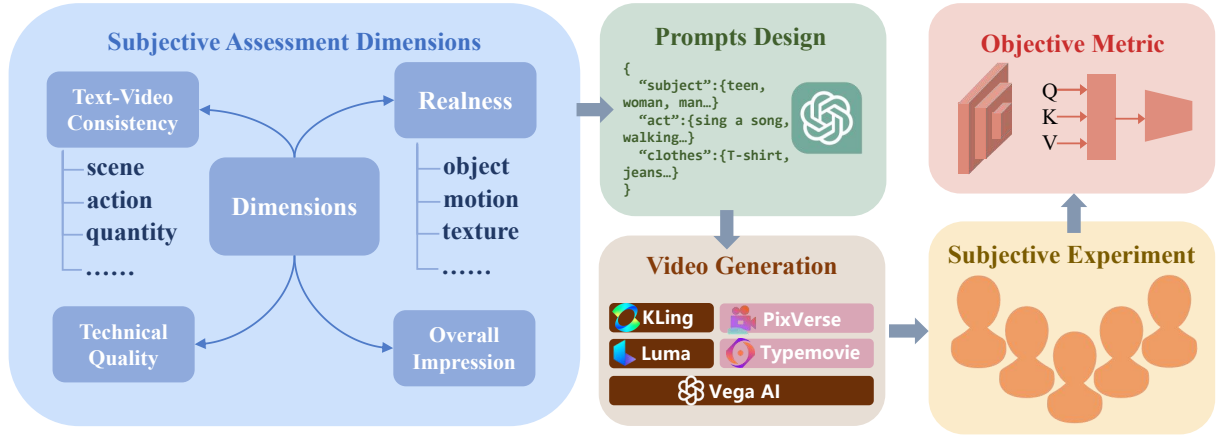 Subjective Assessment Dimensions
Text-Video
Consistency
scene
action
quantity
......
Realness
object
motion
texture
......
Dimensions
Technical
Quality
Overall
Impression
Prompts Design
{
“subject”:{teen,
woman, man…}
“act”:{sing a song,
walking…}
“clothes”:{T-shirt,
jeans…}
}
Video Generation
KLing
PixVerse
Luma
Typemovie
Vega AI
Subjective Experiment
Objective Metric
Q
K
V